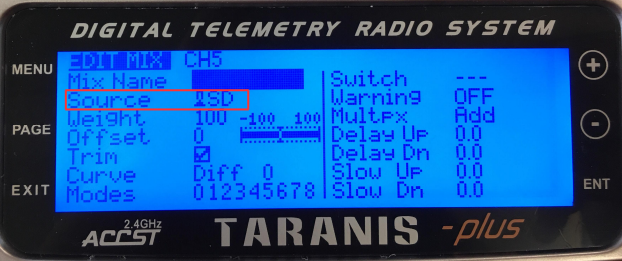 DIGITAL TELEMETRY RADIO SYSTEM
MENU
PAGE
EXIT
EDIT MIX CH5
Mix Name
Source SD
Weight 100 -100 100
Offset 0
Trim
Curve Diff 0
Modes 012345678
Switch ---
Warning OFF
Multpx Add
Delay Up 0.0
Delay Dn 0.0
Slow Up 0.0
Slow Dn 0.0
+
-
ENT
2.4GHz
ACCST
TARANIS -plus